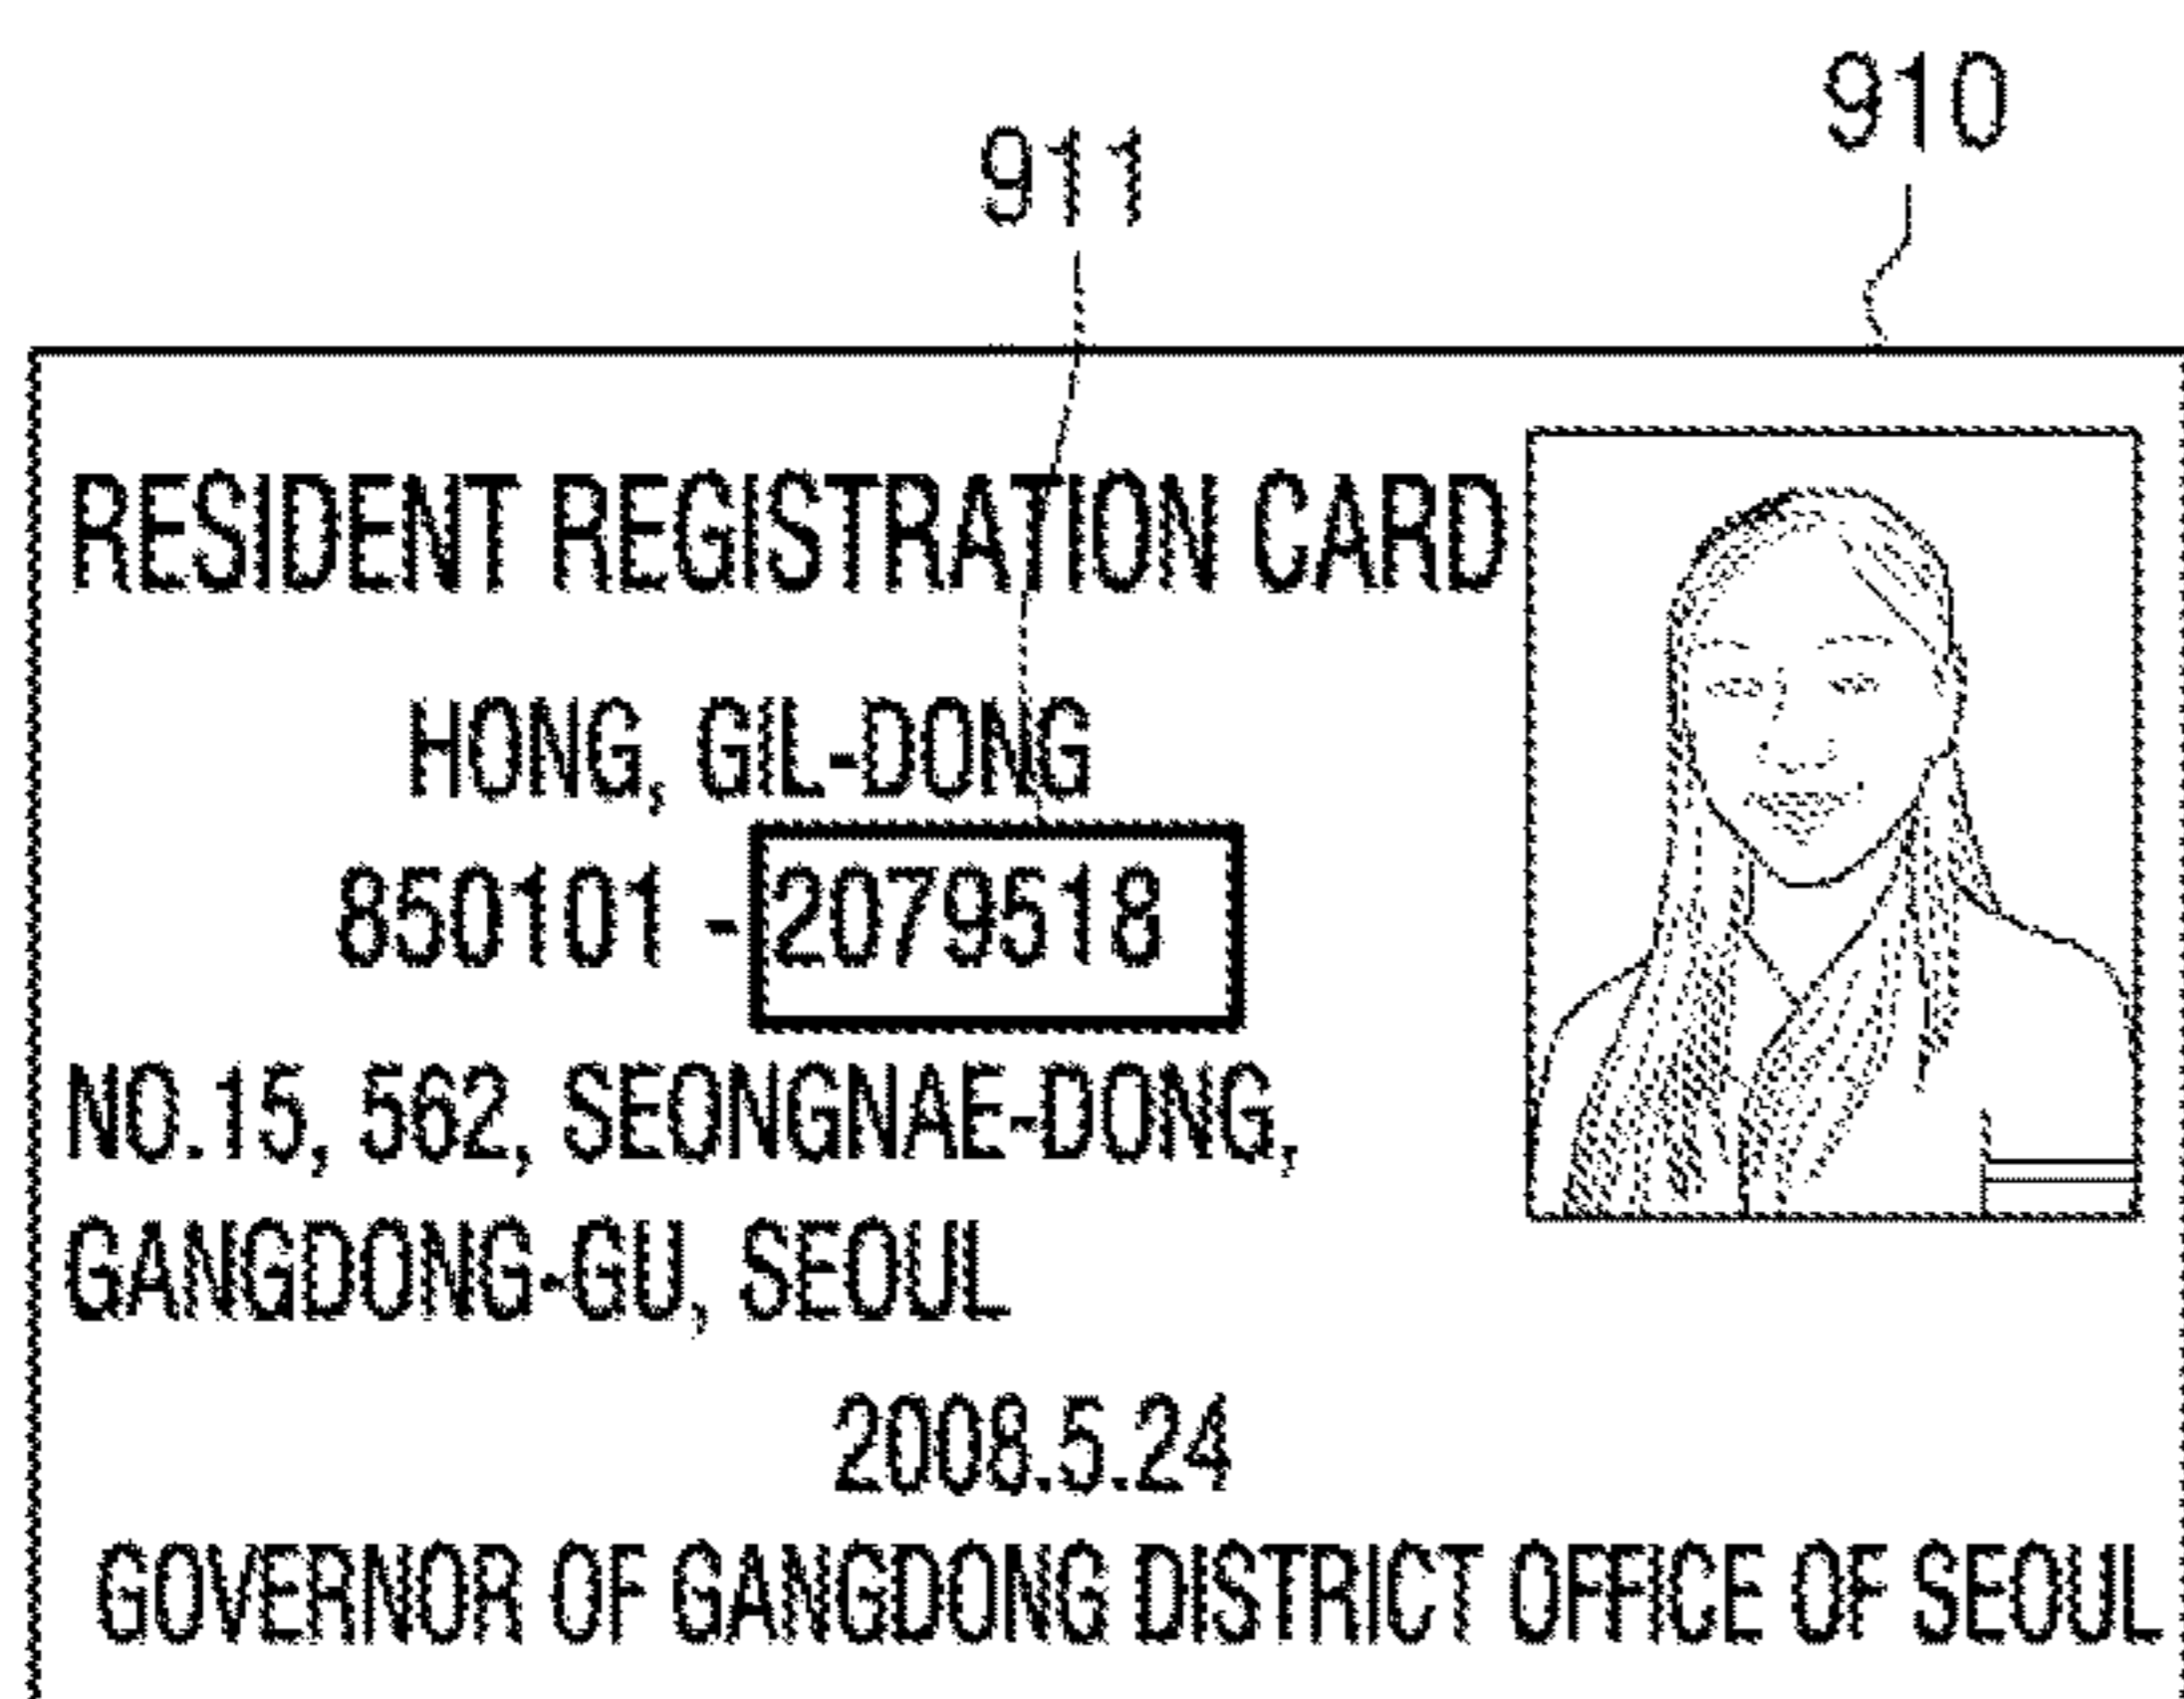 910
911
RESIDENT REGISTRATION CARD
HONG, GIL-DONG
850101 - 2079518
NO.15, 562, SEONGNAE-DONG,
GANGDONG-GU, SEOUL
2008.5.24
GOVERNOR OF GANGDONG DISTRICT OFFICE OF SEOUL